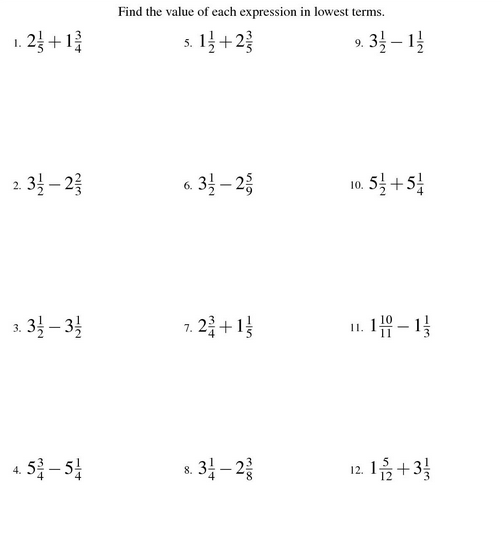 Find the value of each expression in lowest terms.
1. 2 1/5 + 1 3/4
5. 1 1/2 + 2 3/5
9. 3 1/2 − 1 1/2
2. 3 1/2 − 2 2/3
6. 3 1/2 − 2 5/9
10. 5 1/2 + 5 1/4
3. 3 1/2 − 3 1/2
7. 2 3/4 + 1 1/5
11. 1 10/11 − 1 1/3
4. 5 3/4 − 5 1/4
8. 3 1/4 − 2 3/8
12. 1 5/12 + 3 1/3